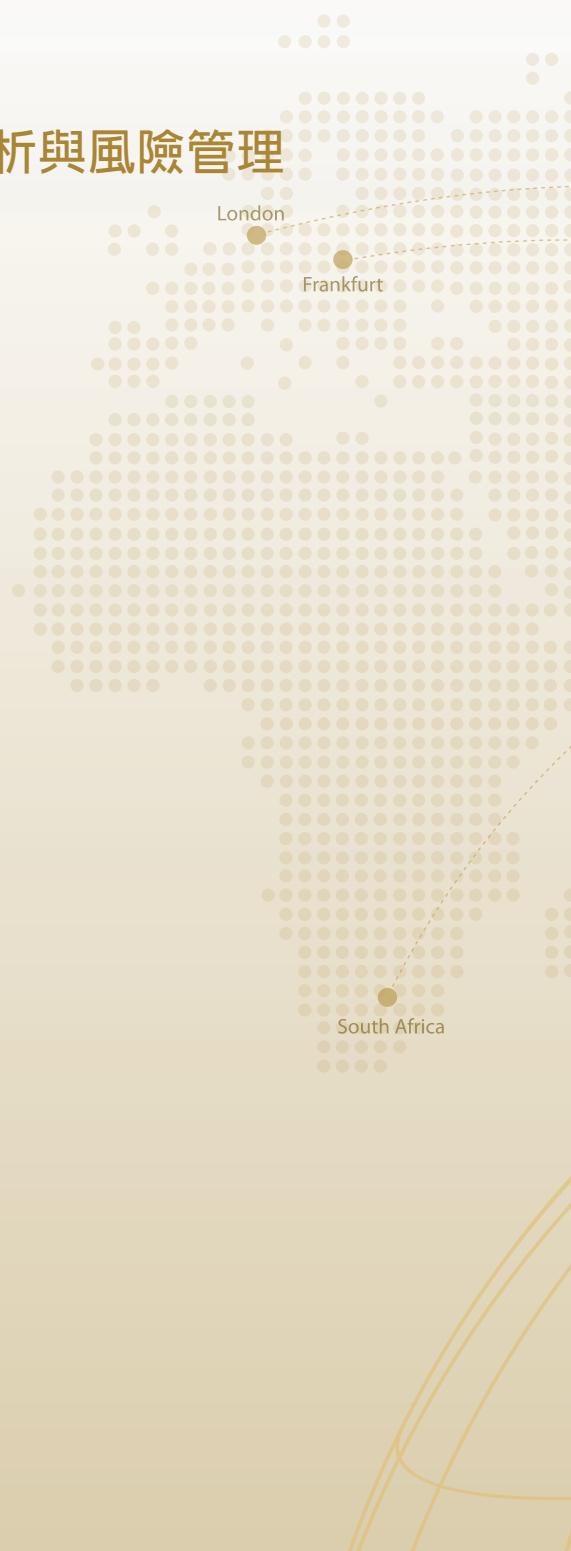 析與風險管理
London
Frankfurt
South Africa